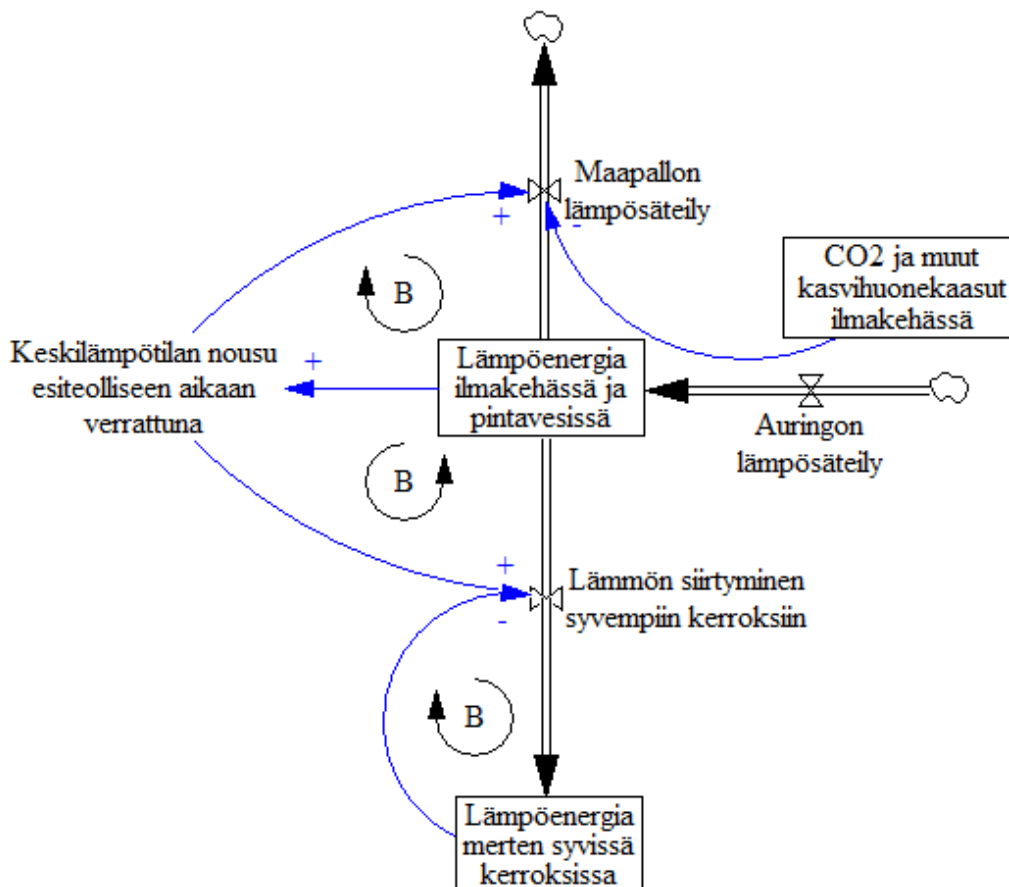 Maapallon
lämpösäteily
+
-
CO2 ja muut
kasvihuonekaasut
ilmakehässä
B
Keskilämpötilan nousu
esiteolliseen aikaan
verrattuna
+
Lämpöenergia
ilmakehässä ja
pintavesissä
Auringon
lämpösäteily
B
+
-
Lämmön siirtyminen
syvempiin kerroksiin
B
Lämpöenergia
merten syvissä
kerroksissa